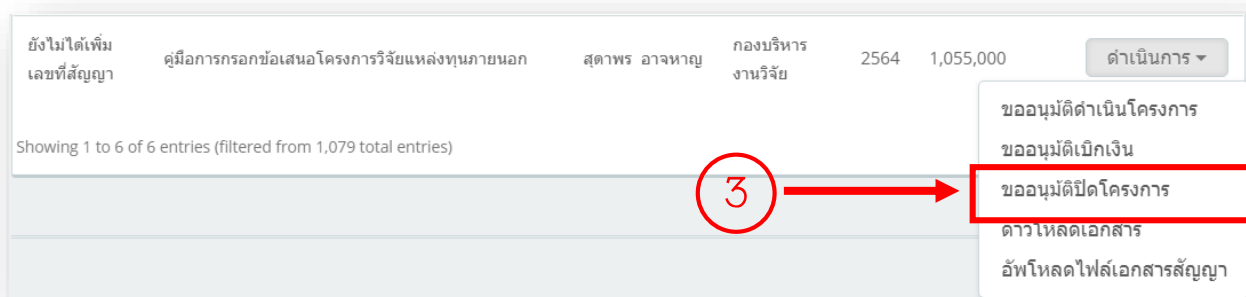 ยังไม่ได้เพิ่ม
เลขที่สัญญา
คู่มือการกรอกข้อเสนอโครงการวิจัยแหล่งทุนภายนอก
สุดาพร อาจหาญ
กองบริหาร
งานวิจัย
2564
1,055,000
ดำเนินการ
ขออนุมัติดำเนินโครงการ
Showing 1 to 6 of 6 entries (filtered from 1,079 total entries)
ขออนุมัติเบิกเงิน
3
ขออนุมัติปิดโครงการ
ดาวโหลดเอกสาร
อัพโหลดไฟล์เอกสารสัญญา